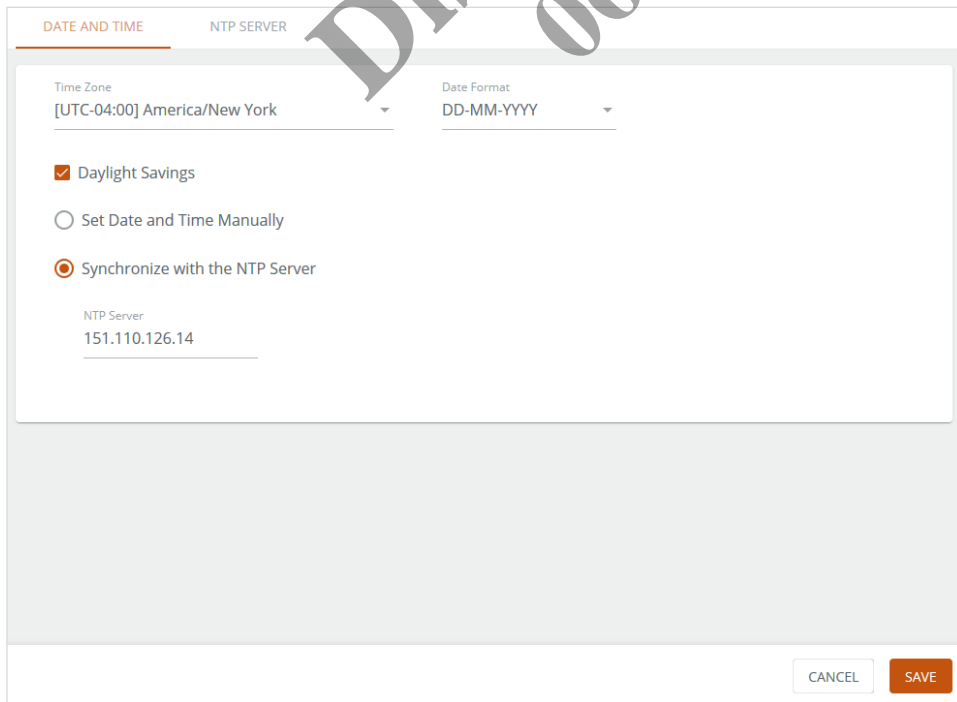 DATE AND TIME NTP SERVER
Time Zone Date Format
[UTC-04:00] America/New York DD-MM-YYYY
Daylight Savings
Set Date and Time Manually
Synchronize with the NTP Server
NTP Server
151.110.126.14
CANCEL SAVE